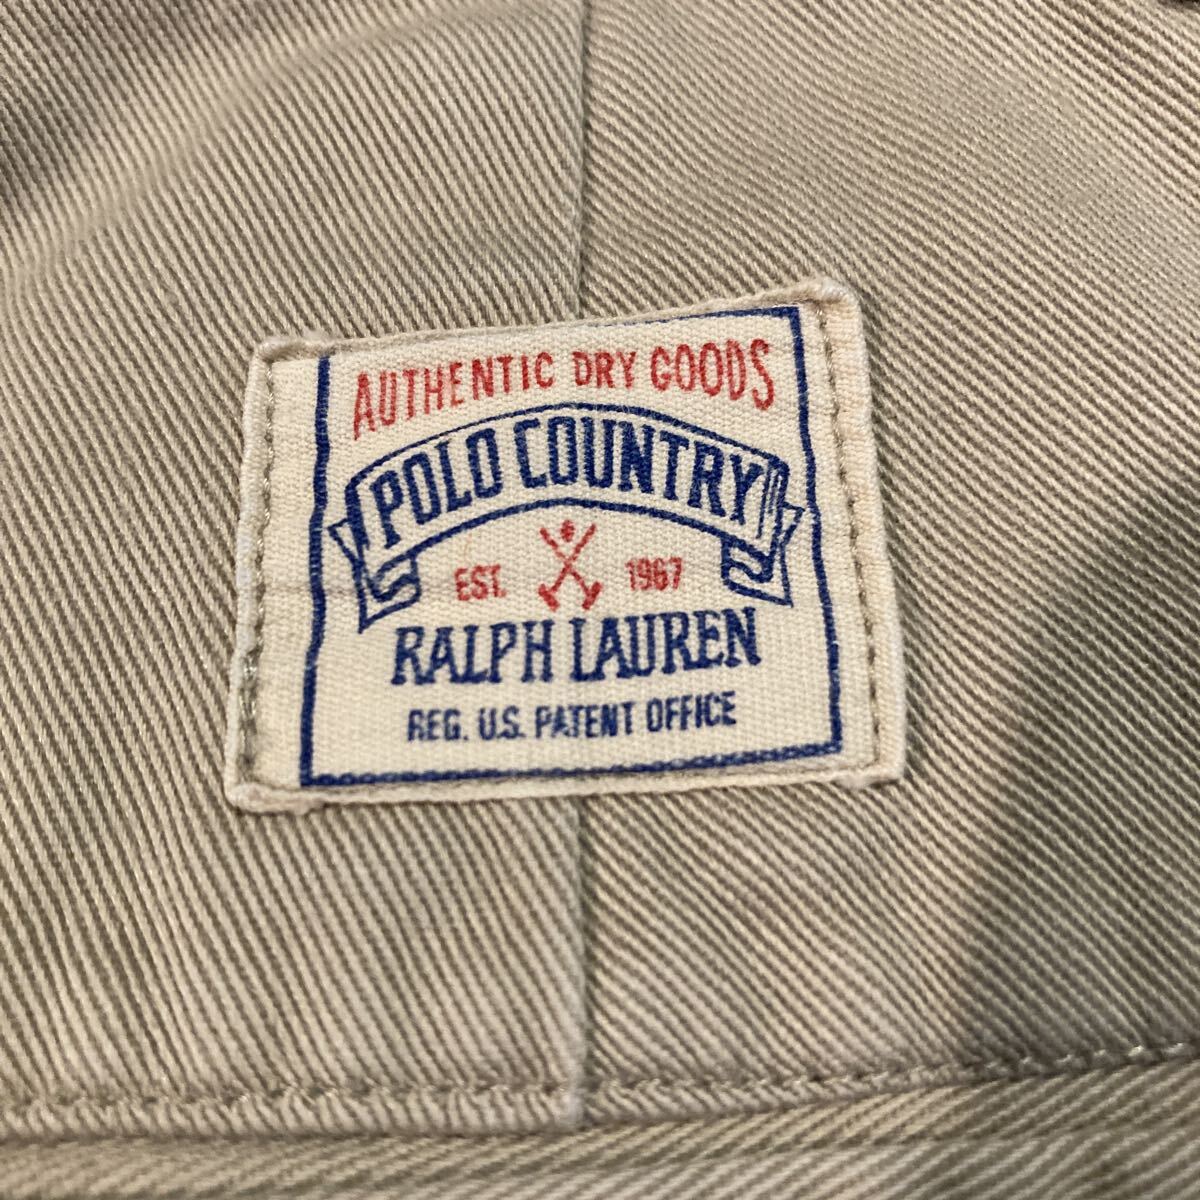 AUTHENTIC DRY GOODS
POLO COUNTRY
EST. 1967
RALPH LAUREN
REG. U.S. PATENT OFFICE